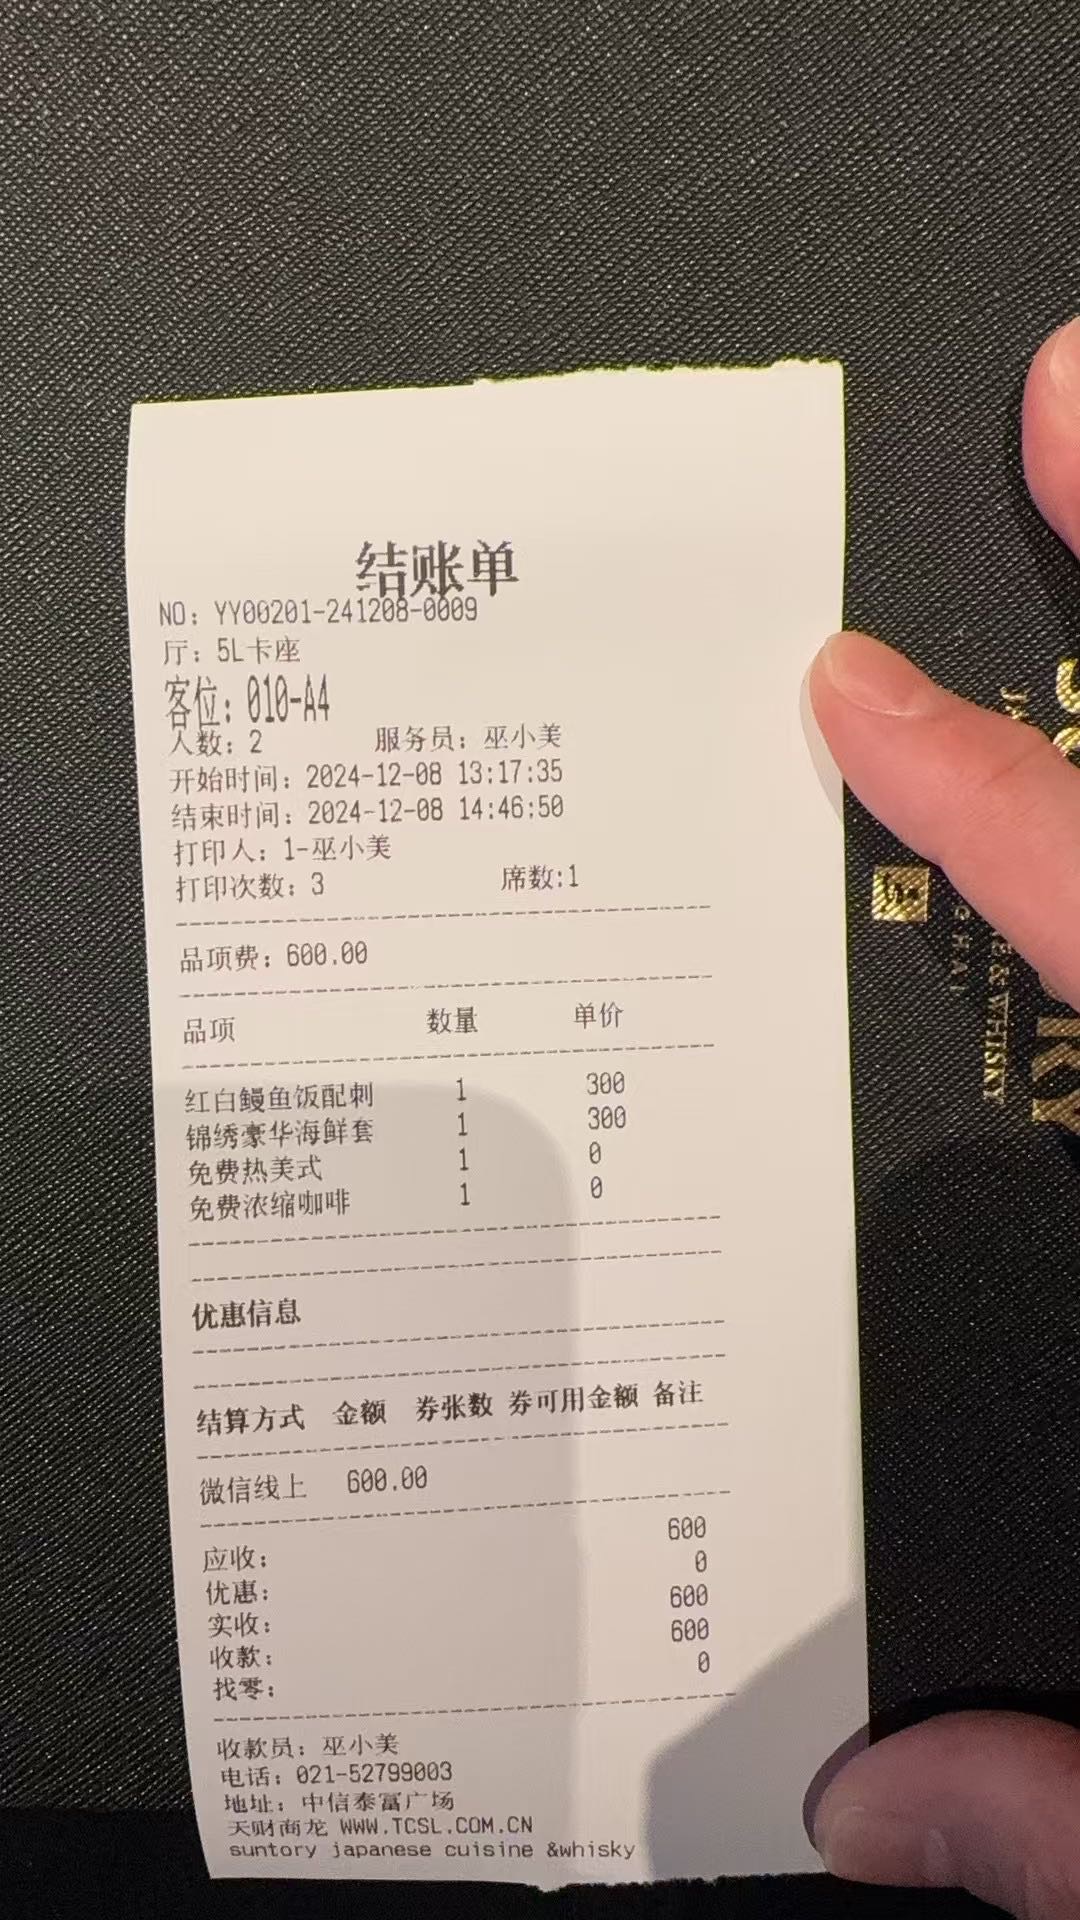 结账单
NO: YY00201-241208-0009
厅: 5L卡座
客位: 010-A4
人数: 2 服务员: 巫小美
开始时间: 2024-12-08 13:17:35
结束时间: 2024-12-08 14:46:50
打印人: 1-巫小美
打印次数: 3 席数:1
品项费: 600.00
品项 数量 单价
红白鳗鱼饭配刺 1 300
锦绣豪华海鲜套 1 300
免费热美式 1 0
免费浓缩咖啡 1 0
优惠信息
结算方式 金额 券张数 券可用金额 备注
微信线上 600.00
应收: 600
优惠: 0
实收: 600
收款: 600
找零: 0
收款员: 巫小美
电话: 021-52799003
地址: 中信泰富广场
天财商龙 WWW.TCSL.COM.CN
suntory japanese cuisine &whisky
& WHISKY